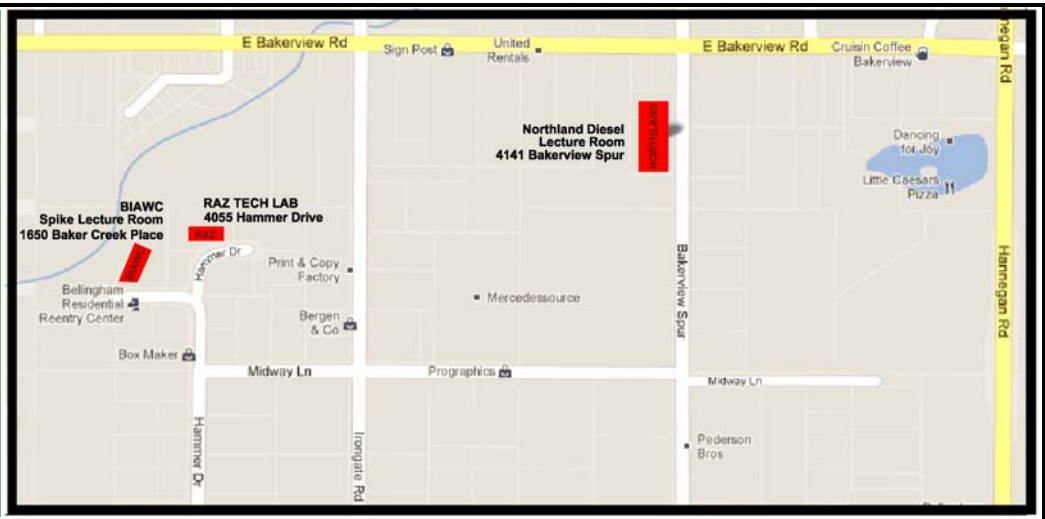 E Bakerview Rd
Sign Post
United
Rentals
E Bakerview Rd
Cruisin Coffee
Bakerview
nnegan Rd
Northland Diesel
Lecture Room
4141 Bakerview Spur
NORTHLAND
Dancing
for Joy
Little Caesars
Pizza
BIAWC
Spike Lecture Room
1650 Baker Creek Place
RAZ TECH LAB
4055 Hammer Drive
RAZ
BIAWC
Hammer Dr
Print & Copy
Factory
Bakerview Spur
Hannegan Rd
Bellingham
Residential
Reentry Center
Mercedessource
Bergen
& Co
Box Maker
Midway Ln
Prographics
Midway Ln
Hammer Dr
Irongate Rd
Pederson
Bros